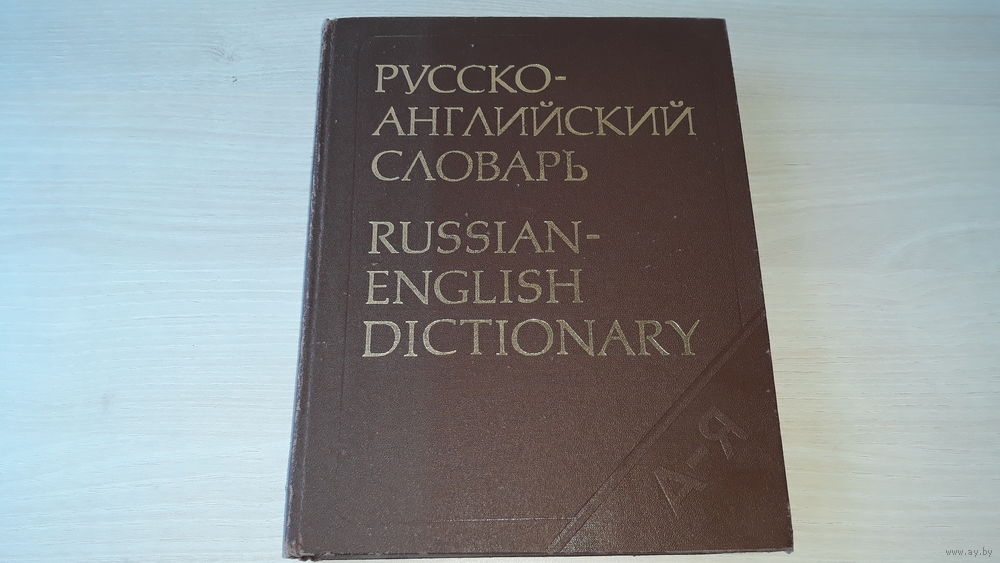 РУССКО-
АНГЛИЙСКИЙ
СЛОВАРЬ
RUSSIAN-
ENGLISH
DICTIONARY
А-Я
www.ay.by